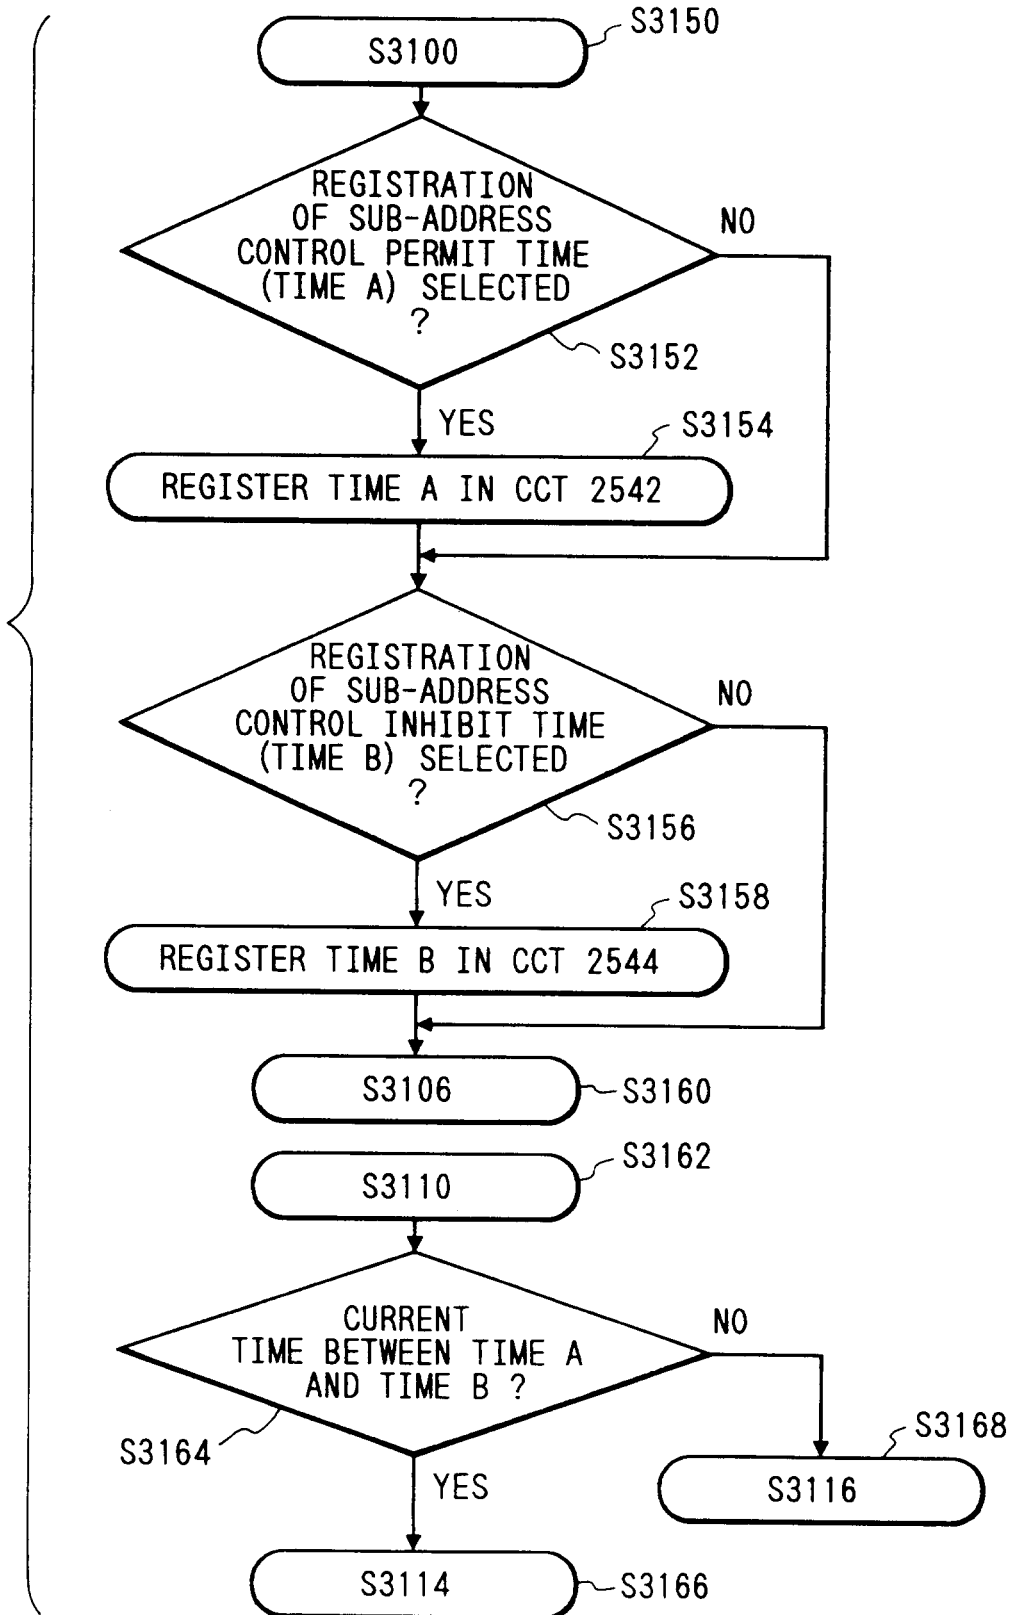 S3150
S3100
REGISTRATION
OF SUB-ADDRESS
CONTROL PERMIT TIME
(TIME A) SELECTED
?
NO
S3152
YES
S3154
REGISTER TIME A IN CCT 2542
REGISTRATION
OF SUB-ADDRESS
CONTROL INHIBIT TIME
(TIME B) SELECTED
?
NO
S3156
YES
S3158
REGISTER TIME B IN CCT 2544
S3106
S3160
S3162
S3110
CURRENT
TIME BETWEEN TIME A
AND TIME B ?
NO
S3164
S3168
YES
S3116
S3114
S3166